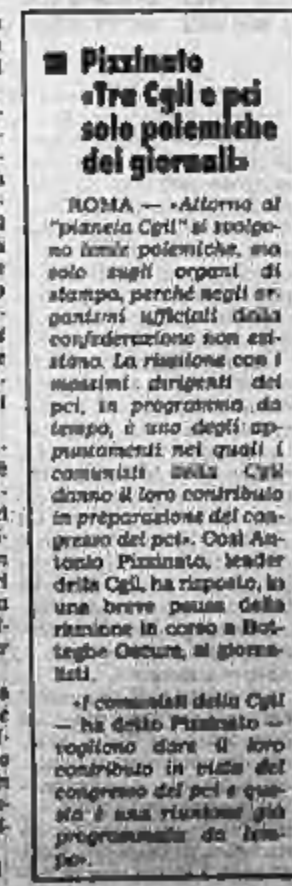 ■ Pizzinato
«Tra Cgil e pci
solo polemiche
dei giornali»
ROMA — «Attorno al
"pianeta Cgil" si svolgo-
no tante polemiche, ma
solo sugli organi di
stampa, perché negli or-
ganismi ufficiali della
confederazione non esi-
stono. La riunione con i
massimi dirigenti del
pci, in programma da
tempo, è uno degli ap-
puntamenti nei quali i
comunisti della Cgil
danno il loro contributo
in preparazione del con-
gresso del pci». Così An-
tonio Pizzinato, leader
della Cgil, ha risposto, in
una breve pausa della
riunione in corso a Bot-
teghe Oscure, ai giorna-
listi.
«I comunisti della Cgil
— ha detto Pizzinato —
vogliono dare il loro
contributo in vista del
congresso del pci e que-
sta è una riunione già
programmata da tem-
po».